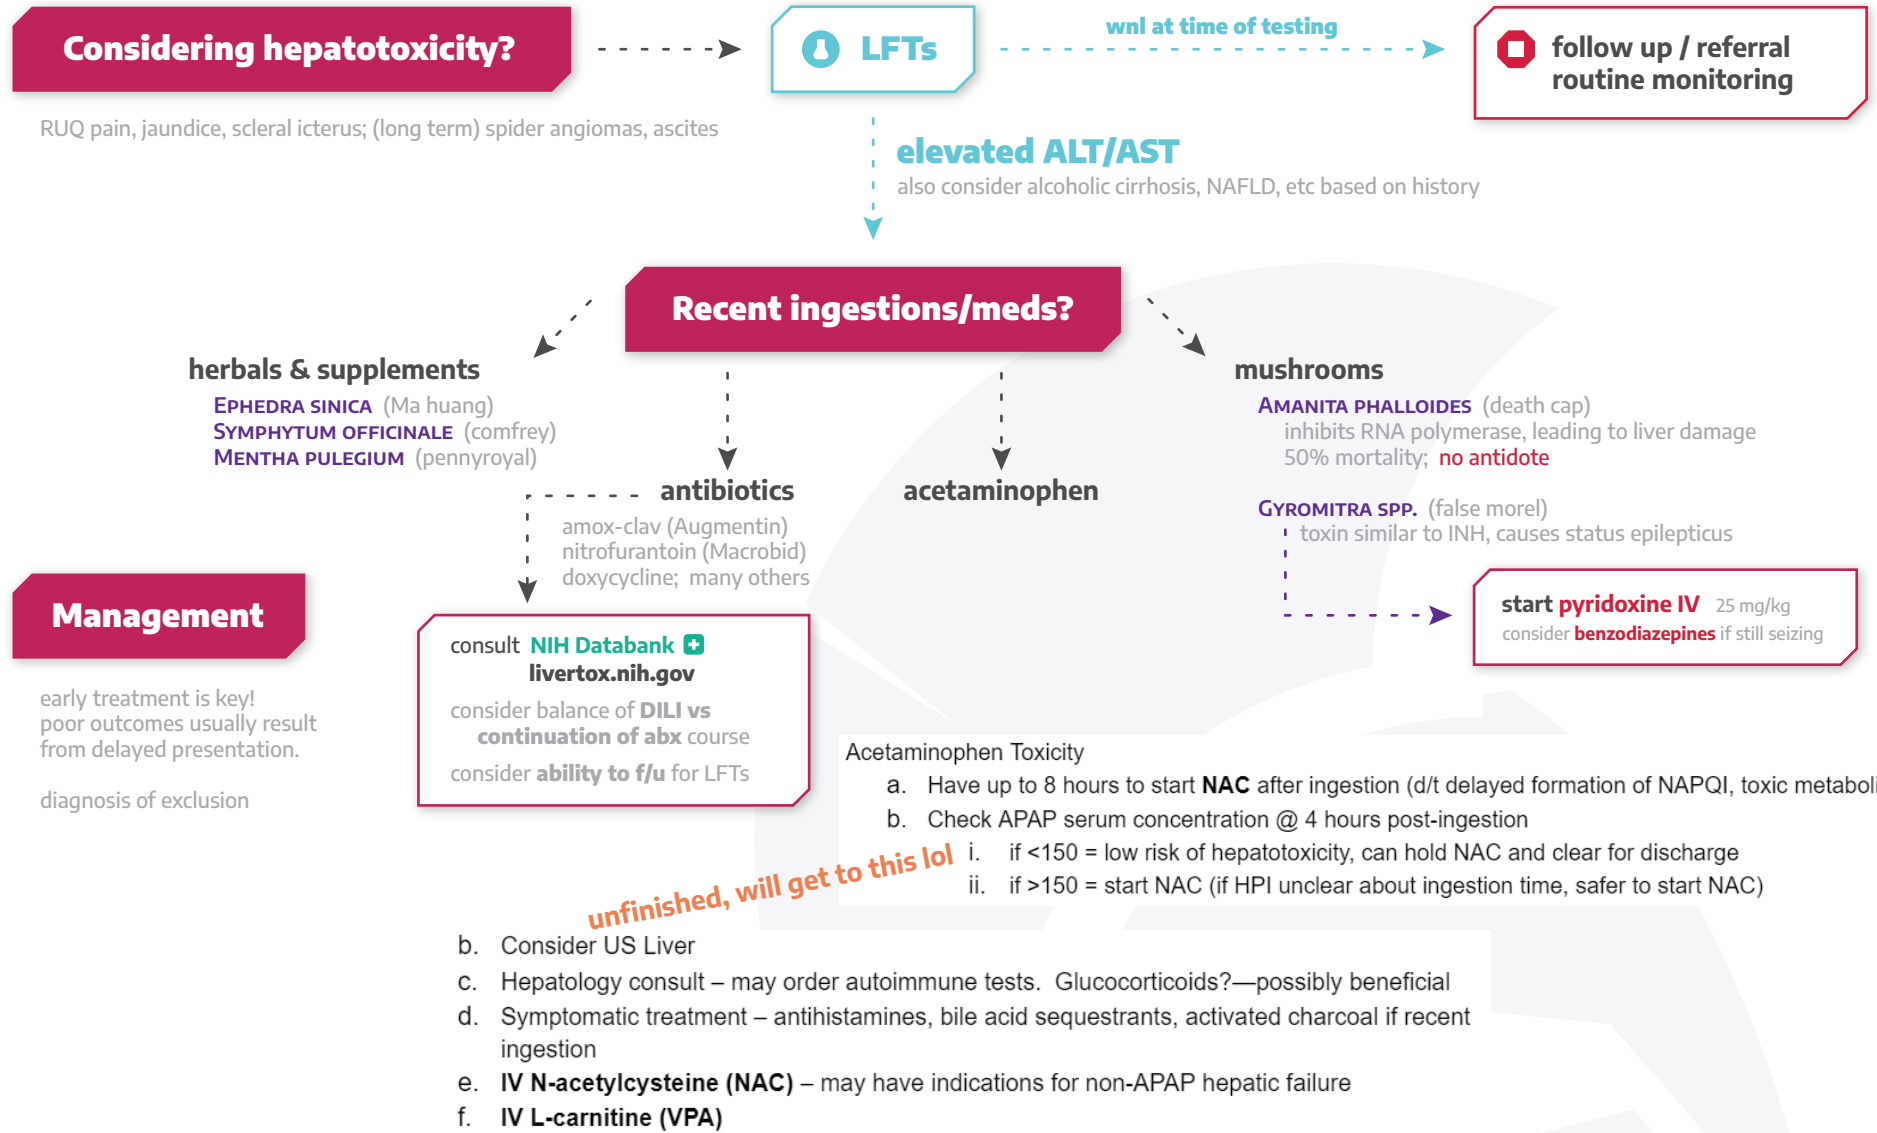 Considering hepatotoxicity?
LFTs
wnl at time of testing
follow up / referral
routine monitoring
RUQ pain, jaundice, scleral icterus; (long term) spider angiomas, ascites
elevated ALT/AST
also consider alcoholic cirrhosis, NAFLD, etc based on history
Recent ingestions/meds?
herbals & supplements
EPHEDRA SINICA (Ma huang)
SYMPHYTUM OFFICINALE (comfrey)
MENTHA PULEGIUM (pennyroyal)
antibiotics
amox-clav (Augmentin)
nitrofurantoin (Macrobid)
doxycycline; many others
acetaminophen
mushrooms
AMANITA PHALLOIDES (death cap)
inhibits RNA polymerase, leading to liver damage
50% mortality; no antidote
GYROMITRA SPP. (false morel)
toxin similar to INH, causes status epilepticus
start pyridoxine IV 25 mg/kg
consider benzodiazepines if still seizing
Management
early treatment is key!
poor outcomes usually result
from delayed presentation.
diagnosis of exclusion
consult NIH Databank
livertox.nih.gov
consider balance of DILI vs
continuation of abx course
consider ability to f/u for LFTs
Acetaminophen Toxicity
a. Have up to 8 hours to start NAC after ingestion (d/t delayed formation of NAPQI, toxic metaboli
b. Check APAP serum concentration @ 4 hours post-ingestion
i. if <150 = low risk of hepatotoxicity, can hold NAC and clear for discharge
ii. if >150 = start NAC (if HPI unclear about ingestion time, safer to start NAC)
unfinished, will get to this lol
b. Consider US Liver
c. Hepatology consult – may order autoimmune tests. Glucocorticoids?—possibly beneficial
d. Symptomatic treatment – antihistamines, bile acid sequestrants, activated charcoal if recent
ingestion
e. IV N-acetylcysteine (NAC) – may have indications for non-APAP hepatic failure
f. IV L-carnitine (VPA)